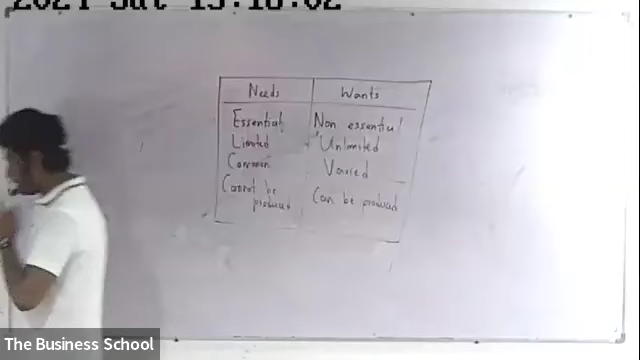 2021 Sat 15:18:02
Needs Wants
Essential Non essential
Limited Unlimited
Common Varied
Cannot be
produced Can be produced
The Business School